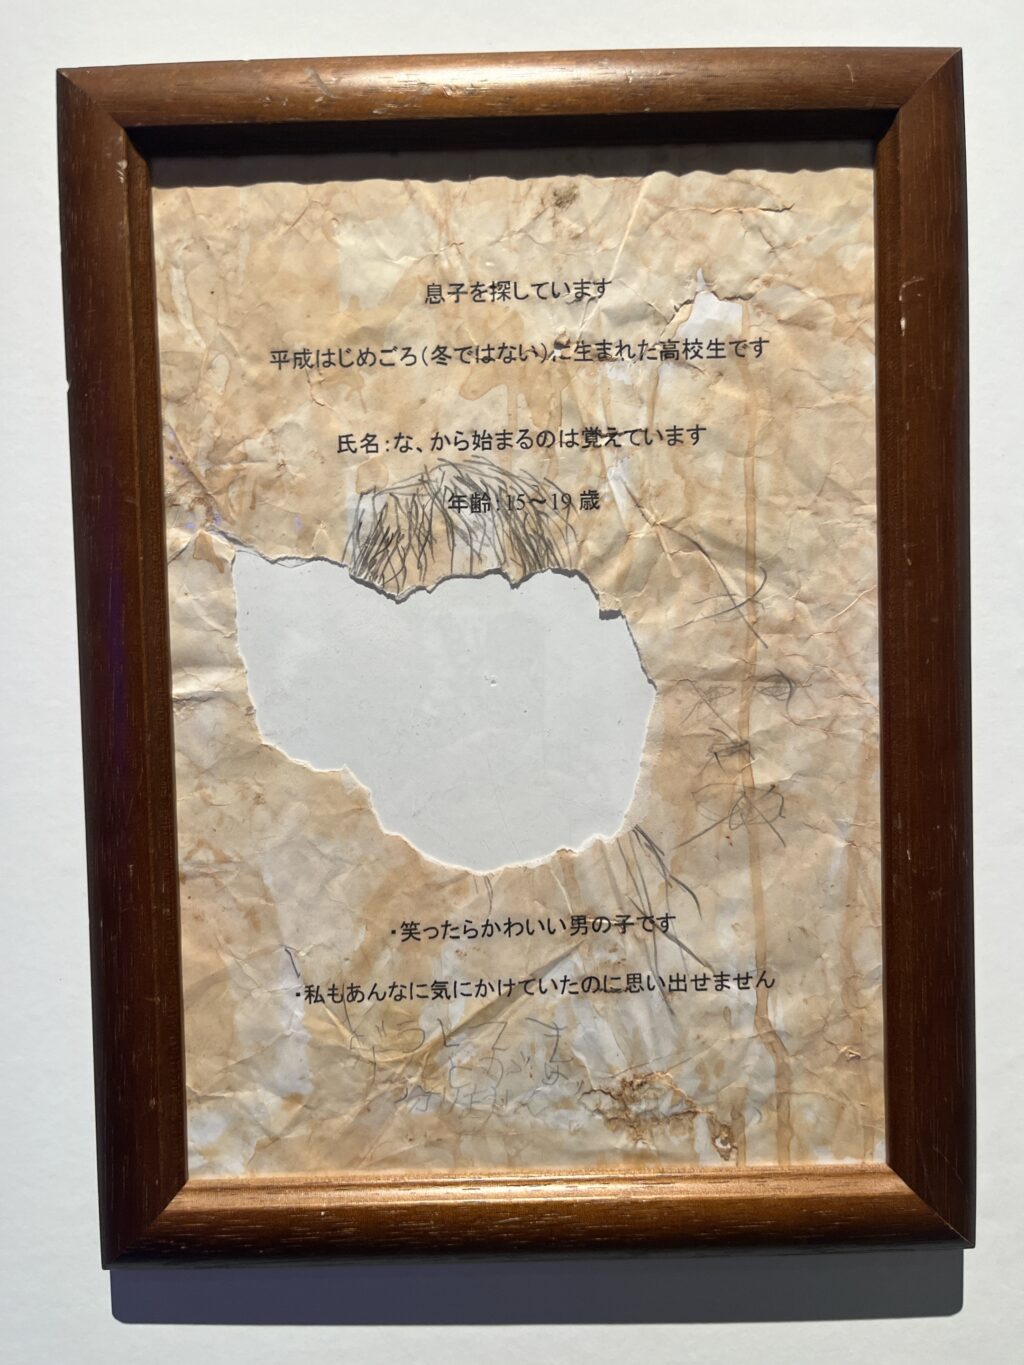 息子を探しています
平成はじめごろ(冬ではない)に生まれた高校生です
氏名:な、から始まるのは覚えています
年齢:15～19歳
・笑ったらかわいい男の子です
・私もあんなに気にかけていたのに思い出せません